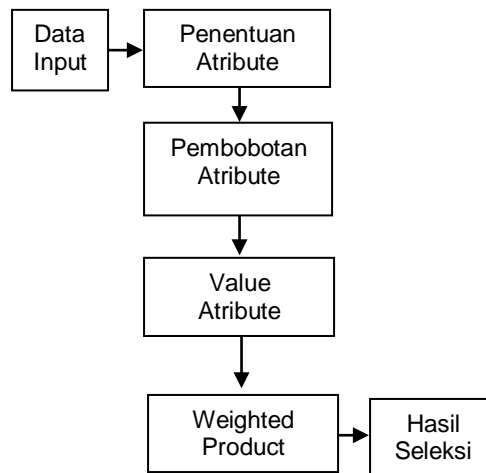 Data
Input
Penentuan
Atribute
Pembobotan
Atribute
Value
Atribute
Weighted
Product
Hasil
Seleksi